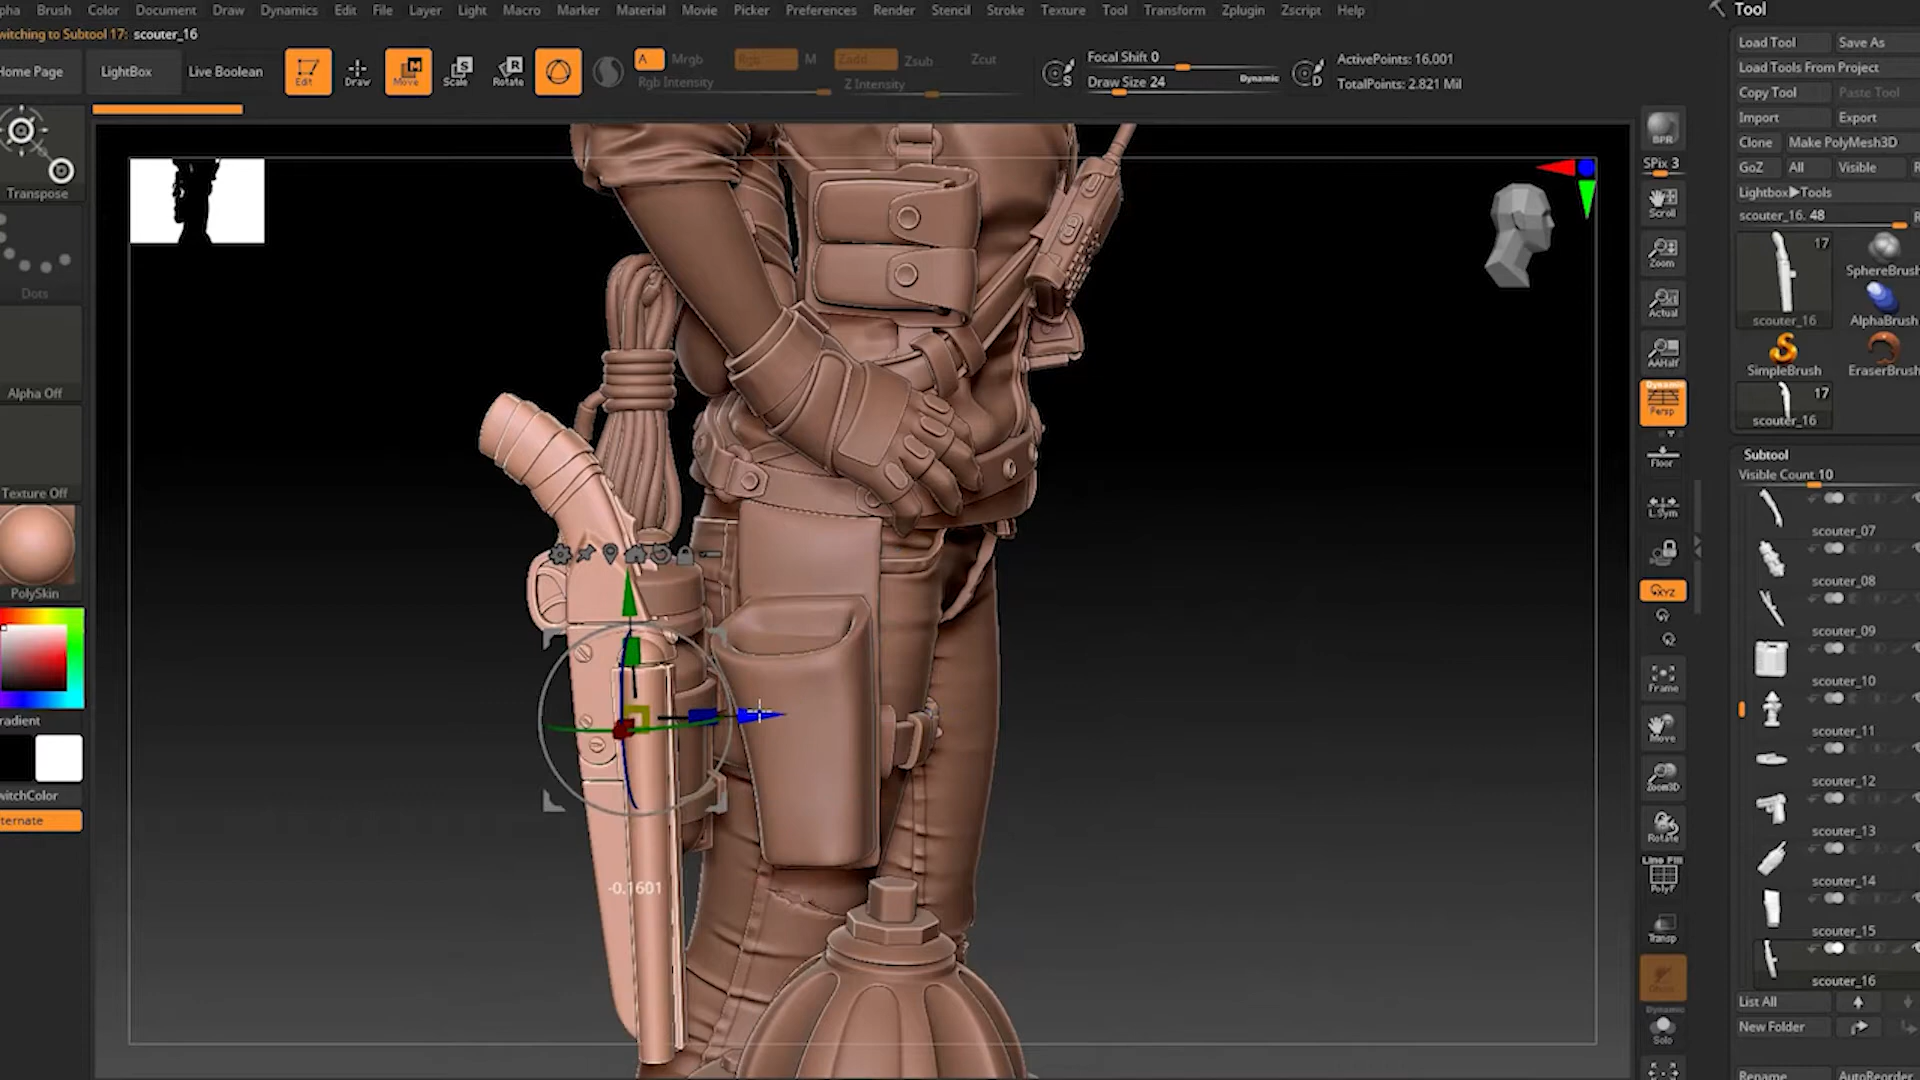 pha Brush Color Document Draw Dynamics Edit File Layer Light Macro Marker Material Movie Picker Preferences Render Stencil Stroke Texture Tool Transform Zplugin Zscript Help
witching to Subtool 17: scouter_16
Home Page LightBox Live Boolean Edit Draw Move Scale Rotate
A Mrgb Rgb M Zadd Zsub Zcut
Rgb Intensity Z Intensity
S Focal Shift 0
Draw Size 24 Dynamic
D ActivePoints: 16,001
TotalPoints: 2.821 Mil
Transpose
Dots
Alpha Off
Texture Off
PolySkin
radient
witchColor
ternate
-0.1601
BPR
SPix 3
Scroll
Zoom
Actual
AAHalf
Dynamic
Persp
Floor
L.Sym
XYZ
Frame
Move
Zoom3D
Rotate
Line Fill
PolyF
Transp
Dynamic
Solo
Tool
Load Tool Save As
Load Tools From Project
Copy Tool Paste Tool
Import Export
Clone Make PolyMesh3D
GoZ All Visible R
Lightbox▶Tools
scouter_16. 48 R
17
scouter_16
SphereBrush
AlphaBrush
SimpleBrush
EraserBrush
17
scouter_16
Subtool
Visible Count 10
scouter_07
scouter_08
scouter_09
scouter_10
scouter_11
scouter_12
scouter_13
scouter_14
scouter_15
scouter_16
List All
New Folder
Rename AutoReorder